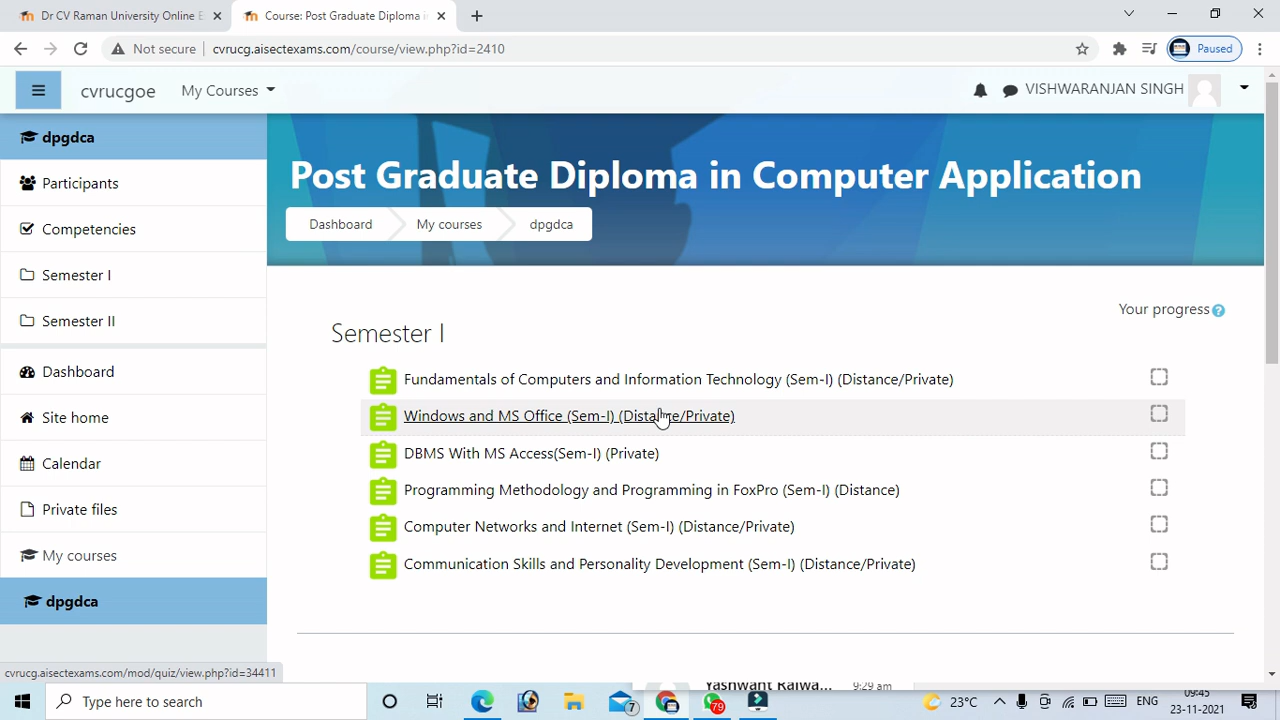 Dr CV Raman University Online E
Course: Post Graduate Diploma in
Not secure
cvrucg.aisectexams.com/course/view.php?id=2410
Paused
cvrucgoe
My Courses
VISHWARANJAN SINGH
dpgdca
Participants
Competencies
Semester I
Semester II
Dashboard
Site home
Calendar
Private files
My courses
dpgdca
Post Graduate Diploma in Computer Application
Dashboard
My courses
dpgdca
Your progress
Semester I
Fundamentals of Computers and Information Technology (Sem-I) (Distance/Private)
Windows and MS Office (Sem-I) (Distance/Private)
DBMS With MS Access(Sem-I) (Private)
Programming Methodology and Programming in FoxPro (Sem-I) (Distance)
Computer Networks and Internet (Sem-I) (Distance/Private)
Communication Skills and Personality Development (Sem-I) (Distance/Private)
cvrucg.aisectexams.com/mod/quiz/view.php?id=34411
9:29 am
Type here to search
7
79
23°C
ENG
09:45
23-11-2021